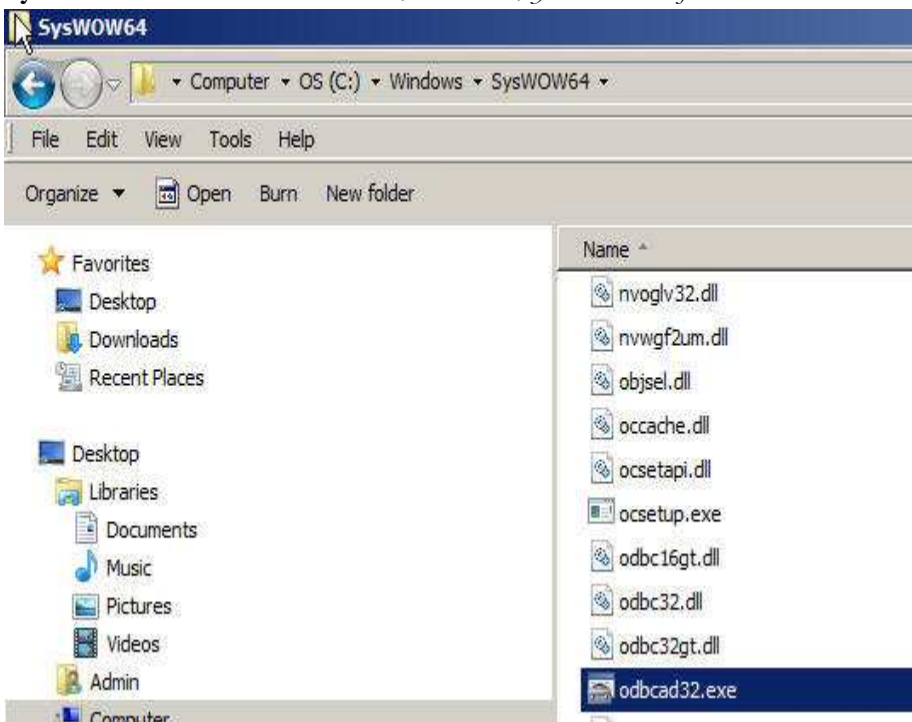 SysWOW64
Computer OS (C:) Windows SysWOW64
File Edit View Tools Help
Organize Open Burn New folder
Favorites
Desktop
Downloads
Recent Places
Desktop
Libraries
Documents
Music
Pictures
Videos
Admin
Computer
Name
nvoglv32.dll
nvwgf2um.dll
objsel.dll
occache.dll
ocsetapi.dll
ocsetup.exe
odbc16gt.dll
odbc32.dll
odbc32gt.dll
odbcad32.exe